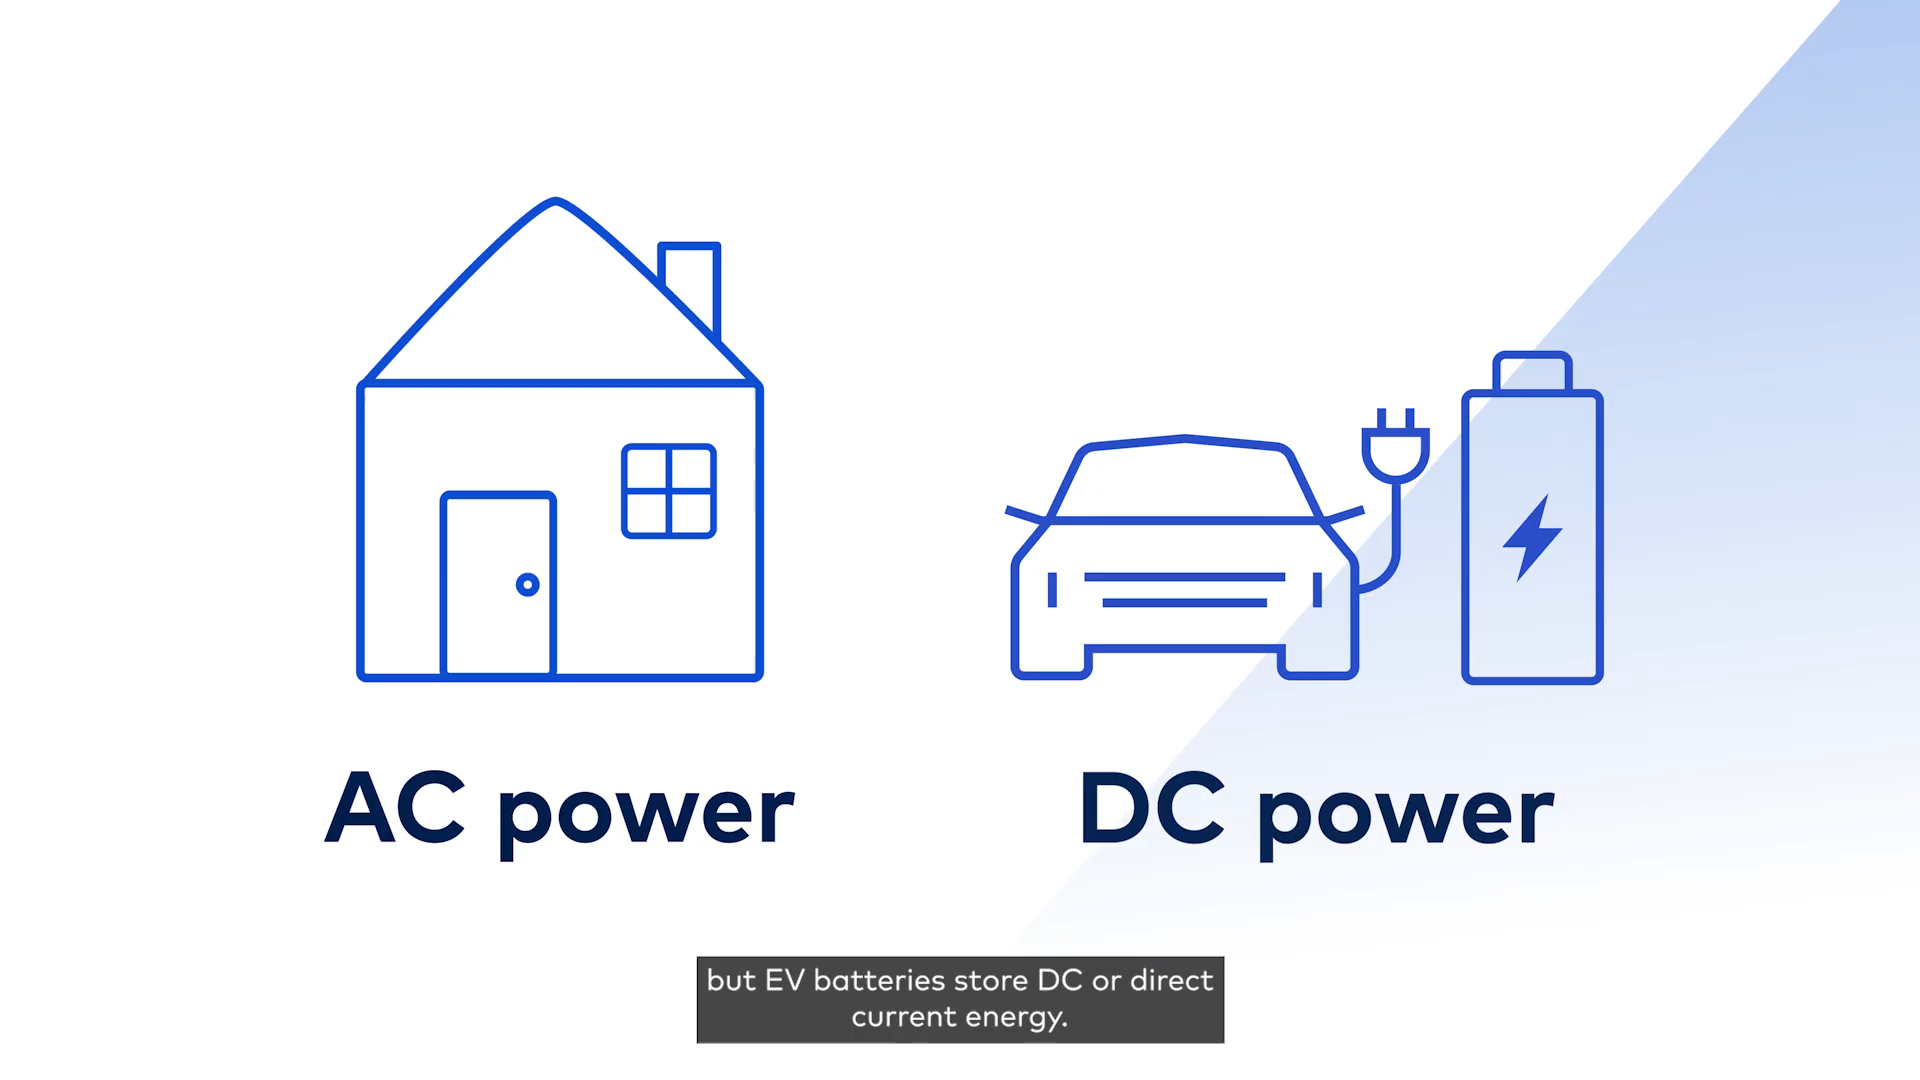 AC power
DC power
but EV batteries store DC or direct
current energy.